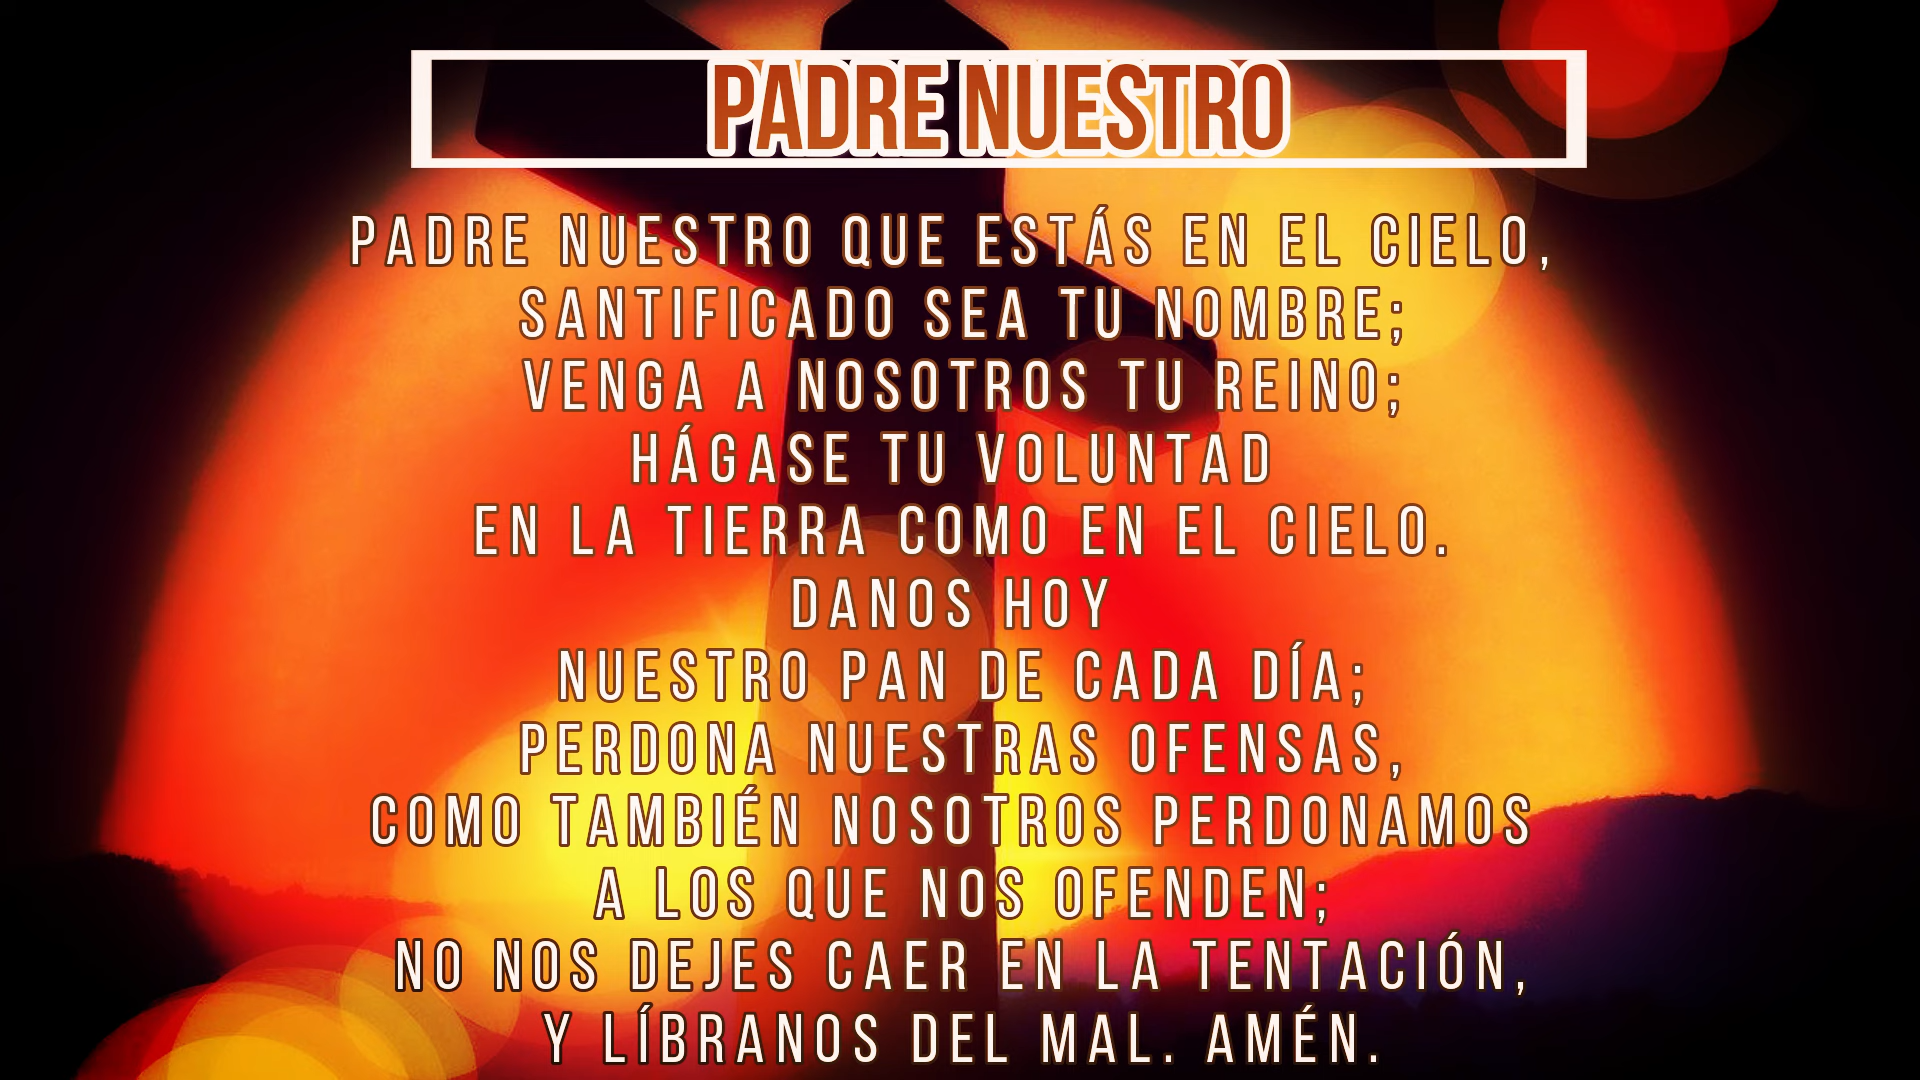 PADRE NUESTRO
PADRE NUESTRO QUE ESTÁS EN EL CIELO,
SANTIFICADO SEA TU NOMBRE;
VENGA A NOSOTROS TU REINO;
HÁGASE TU VOLUNTAD
EN LA TIERRA COMO EN EL CIELO.
DANOS HOY
NUESTRO PAN DE CADA DÍA;
PERDONA NUESTRAS OFENSAS,
COMO TAMBIÉN NOSOTROS PERDONAMOS
A LOS QUE NOS OFENDEN;
NO NOS DEJES CAER EN LA TENTACIÓN,
Y LÍBRANOS DEL MAL. AMÉN.